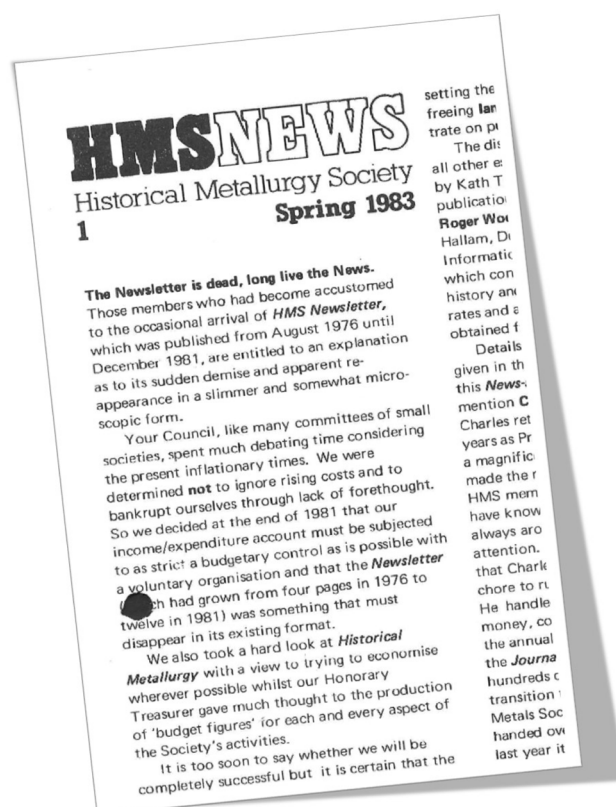 HMSNEWS
Historical Metallurgy Society
1
Spring 1983
The Newsletter is dead, long live the News.
Those members who had become accustomed
to the occasional arrival of HMS Newsletter,
which was published from August 1976 until
December 1981, are entitled to an explanation
as to its sudden demise and apparent re-
appearance in a slimmer and somewhat micro-
scopic form.
Your Council, like many committees of small
societies, spent much debating time considering
the present inflationary times. We were
determined not to ignore rising costs and to
bankrupt ourselves through lack of forethought.
So we decided at the end of 1981 that our
income/expenditure account must be subjected
to as strict a budgetary control as is possible with
a voluntary organisation and that the Newsletter
had grown from four pages in 1976 to
twelve in 1981) was something that must
disappear in its existing format.
We also took a hard look at Historical
Metallurgy with a view to trying to economise
wherever possible whilst our Honorary
Treasurer gave much thought to the production
of 'budget figures' for each and every aspect of
the Society's activities.
It is too soon to say whether we will be
completely successful but it is certain that the
setting the
freeing
trate on
The
all other
by Kath T
Roger
Hallam,
which con
history
rates and
obtained f
Details
given in th
this News-
mention C
Charles ret
years as Pr
a
made the
HMS mem
have know
always aro
attention.
that
chore to
He handle
money, co
the annual
the
hundreds
transition
Metals Soc
handed
last year it